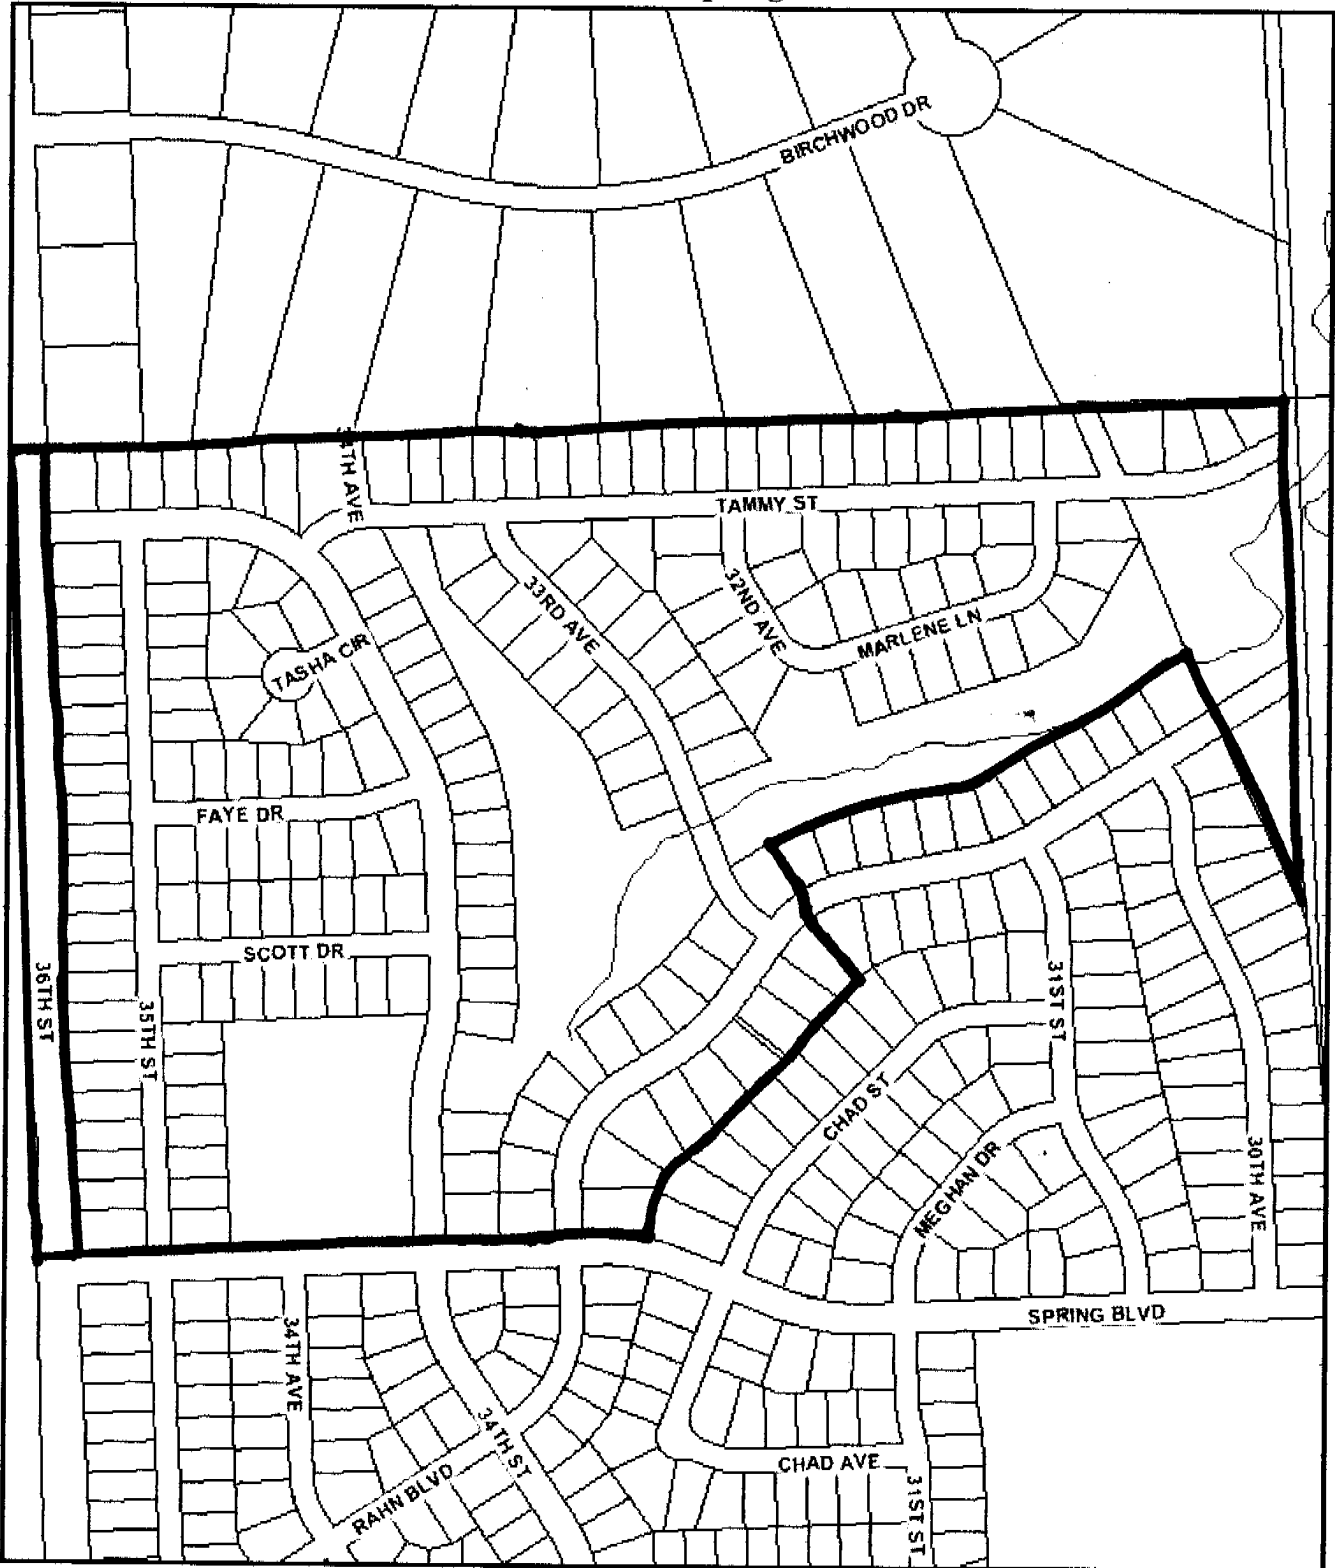 BIRCHWOOD DR
34TH AVE
TAMMY ST
33RD AVE
32ND AVE
MARLENE LN
TASHA CIR
FAYE DR
SCOTT DR
36TH ST
35TH ST
31ST ST
CHAD ST
MEGHAN DR
30TH AVE
SPRING BLVD
34TH AVE
34TH ST
RAHN BLVD
CHAD AVE
31ST ST